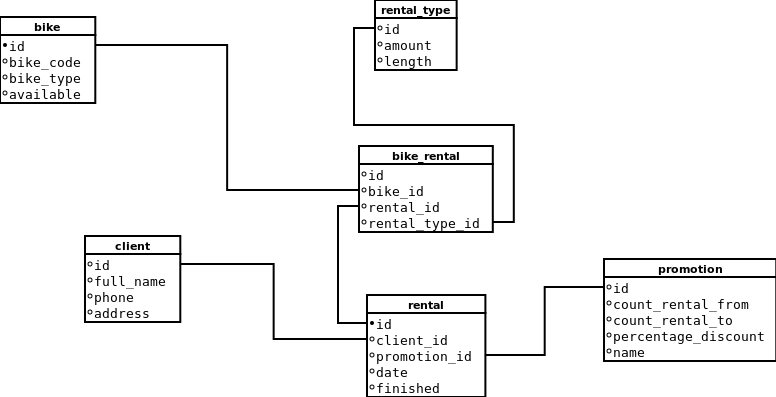 rental_type
id
amount
length
bike
id
bike_code
bike_type
available
bike_rental
id
bike_id
rental_id
rental_type_id
client
id
full_name
phone
address
rental
id
client_id
promotion_id
date
finished
promotion
id
count_rental_from
count_rental_to
percentage_discount
name